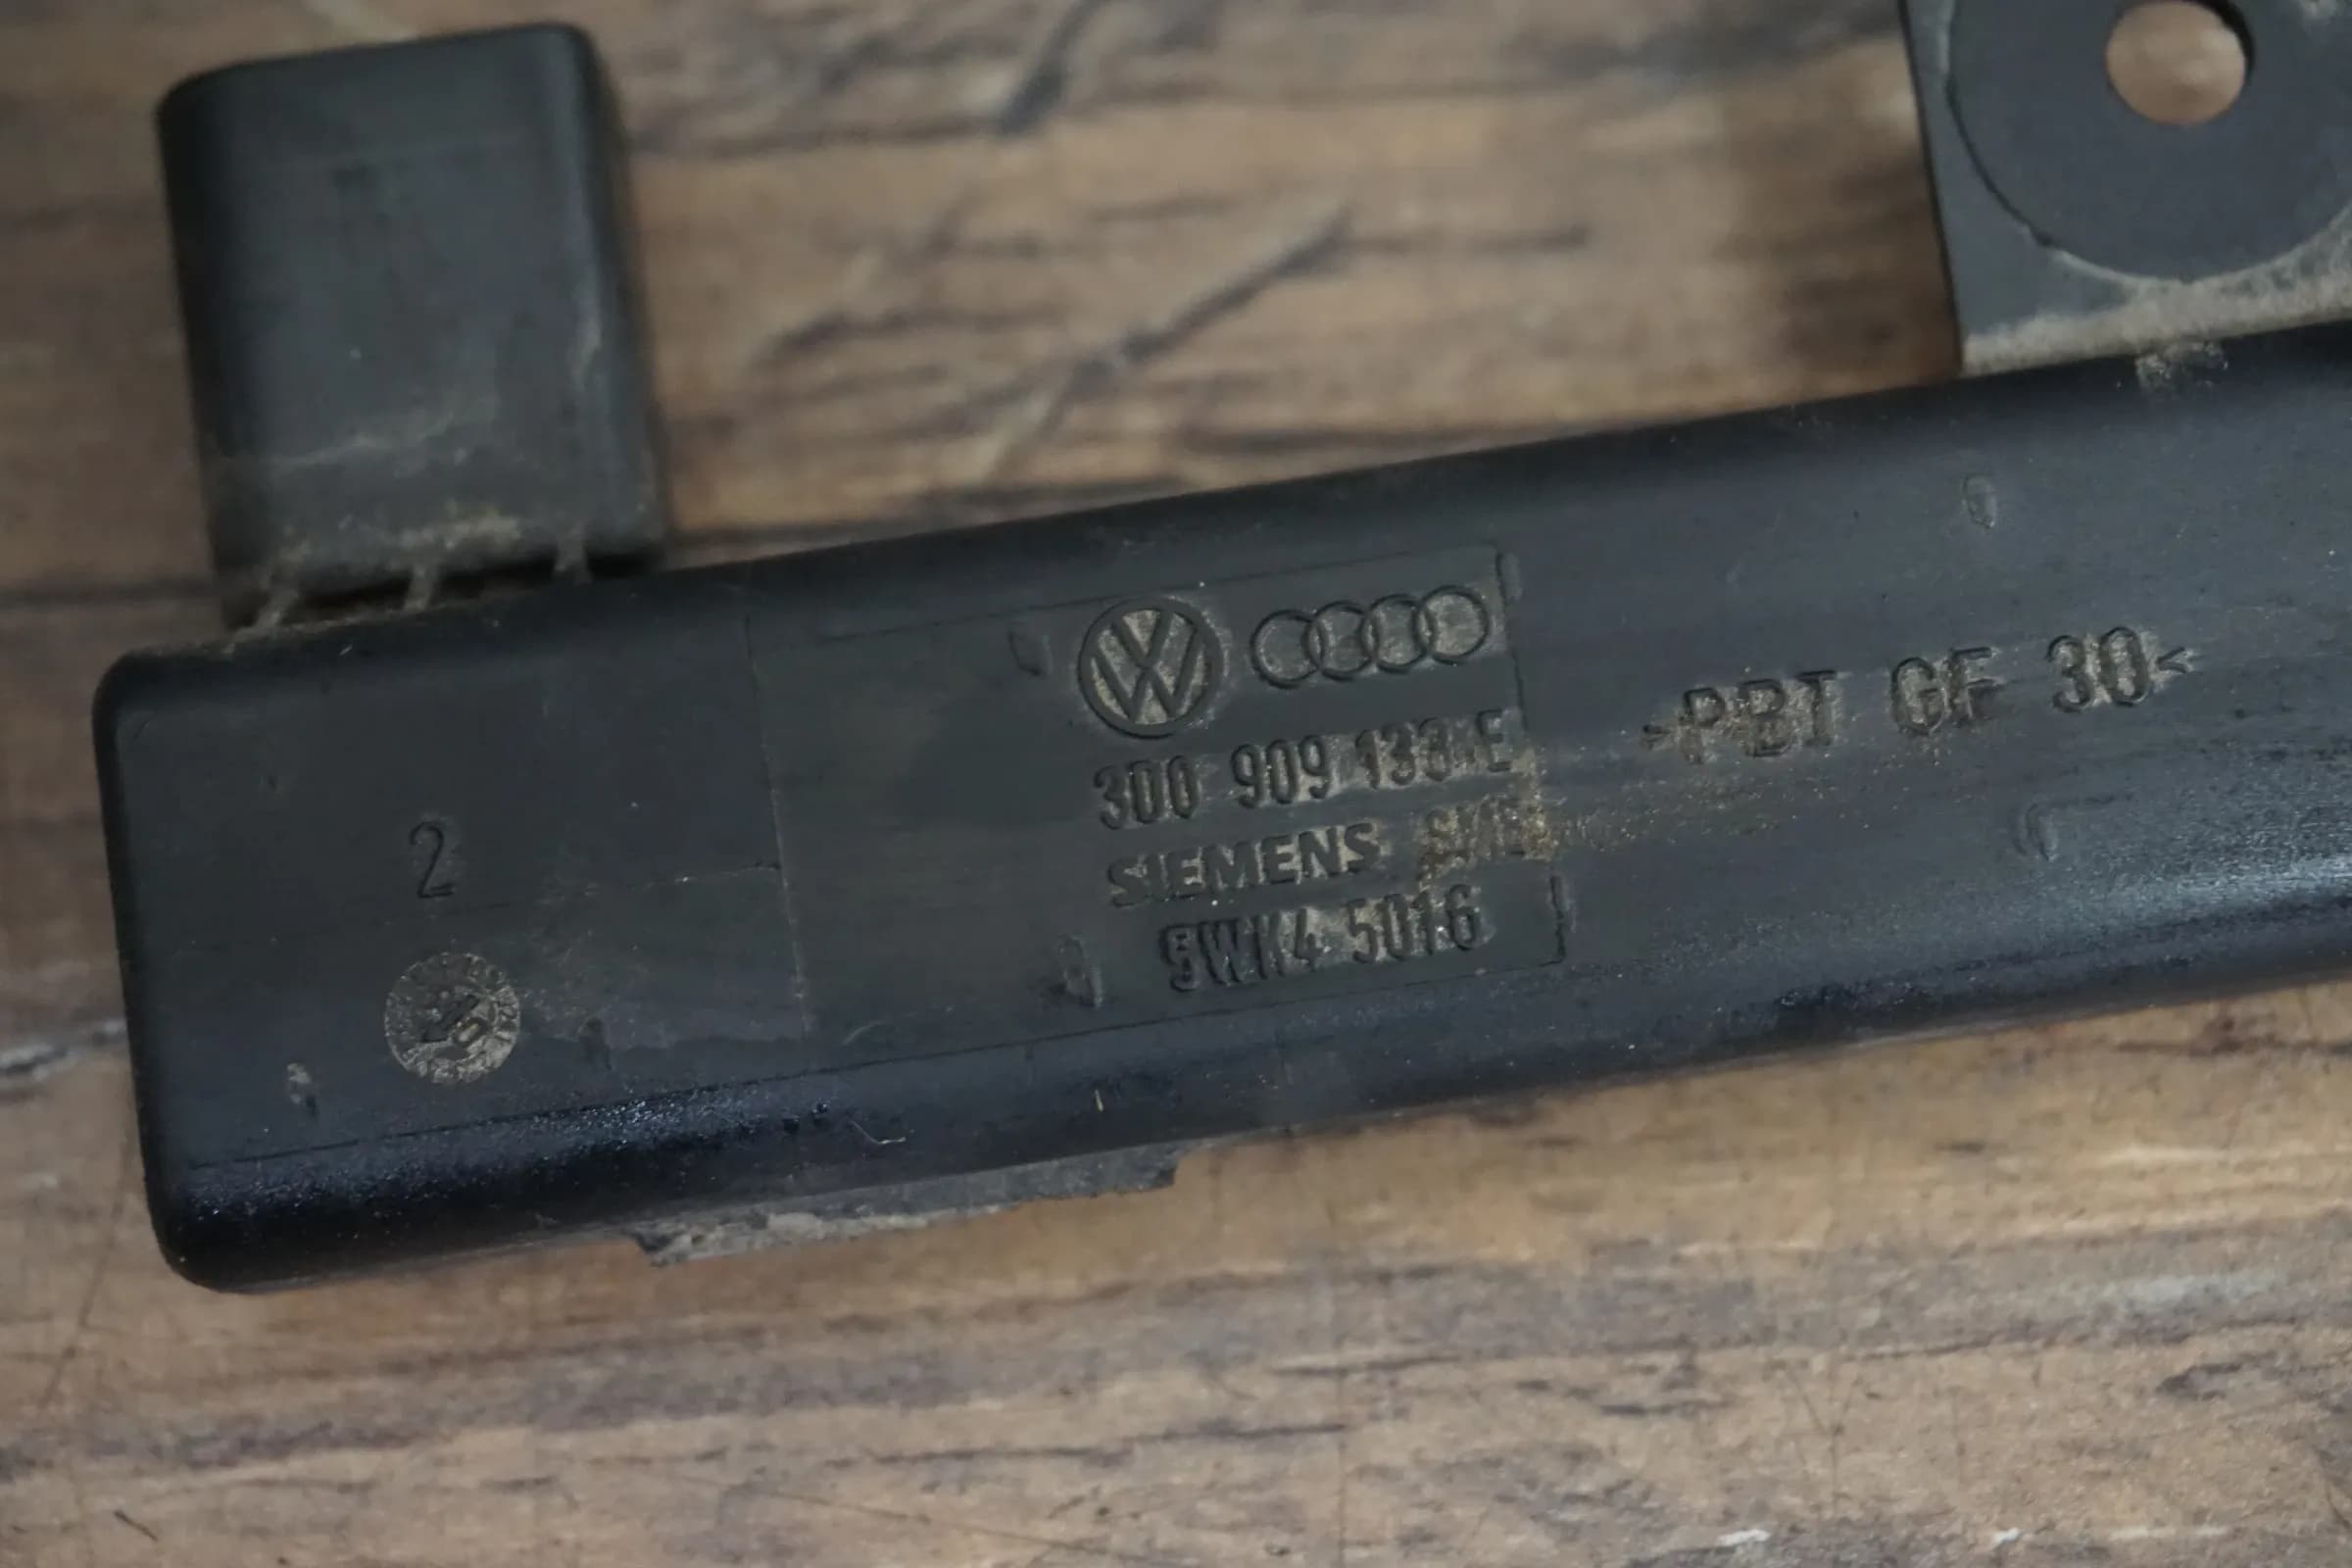 3D0 909 133 E
SIEMENS
5WK4 5016
>PBT GF 30<
2